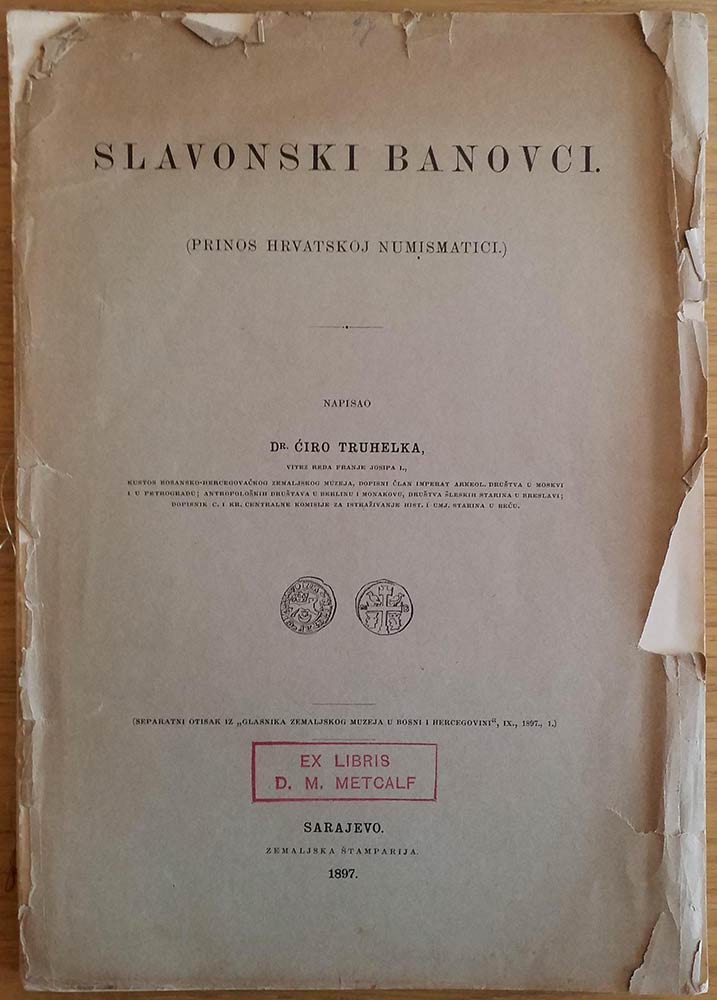 SLAVONSKI BANOVCI.
(PRINOS HRVATSKOJ NUMISMATICI.)
NAPISAO
DR. ĆIRO TRUHELKA,
VITEZ REDA FRANJE JOSIPA I.,
KUSTOS BOSANSKO-HERCEGOVAČKOG ZEMALJSKOG MUZEJA, DOPISNI ČLAN IMPERAT ARKEOL. DRUŠTVA U MOSKVI
I U PETROGRADU; ANTROPOLOŠKIH DRUŠTAVA U BERLINU I MONAKOVU, DRUŠTVA ŠLESKIH STARINA U BRESLAVI;
DOPISNIK C. I KR. CENTRALNE KOMISIJE ZA ISTRAŽIVANJE HIST. I UMJ. STARINA U BEČU.
(SEPARATNI OTISAK IZ „GLASNIKA ZEMALJSKOG MUZEJA U BOSNI I HERCEGOVINI“, IX., 1897., 1.)
EX LIBRIS
D. M. METCALF
SARAJEVO.
ZEMALJSKA ŠTAMPARIJA.
1897.